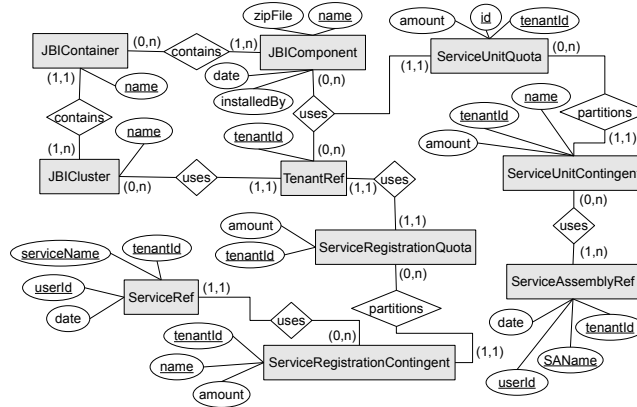 zipFile
name
amount
id
tenantId
JBIContainer
(0,n)
contains
(1,n)
JBIComponent
ServiceUnitQuota
(0,n)
(1,1)
name
date
installedBy
(0,n)
(1,1)
uses
name
partitions
contains
tenantId
tenantId
amount
(1,1)
name
(1,n)
(0,n)
JBICluster
(0,n)
uses
(1,1)
TenantRef
(1,1)
uses
ServiceUnitContingent
(0,n)
uses
amount
(1,1)
tenantId
ServiceRegistrationQuota
(1,n)
serviceName
tenantId
(0,n)
ServiceAssemblyRef
userId
ServiceRef
(1,1)
partitions
date
uses
date
tenantId
tenantId
(0,n)
SAName
name
ServiceRegistrationContingent
(1,1)
userId
amount